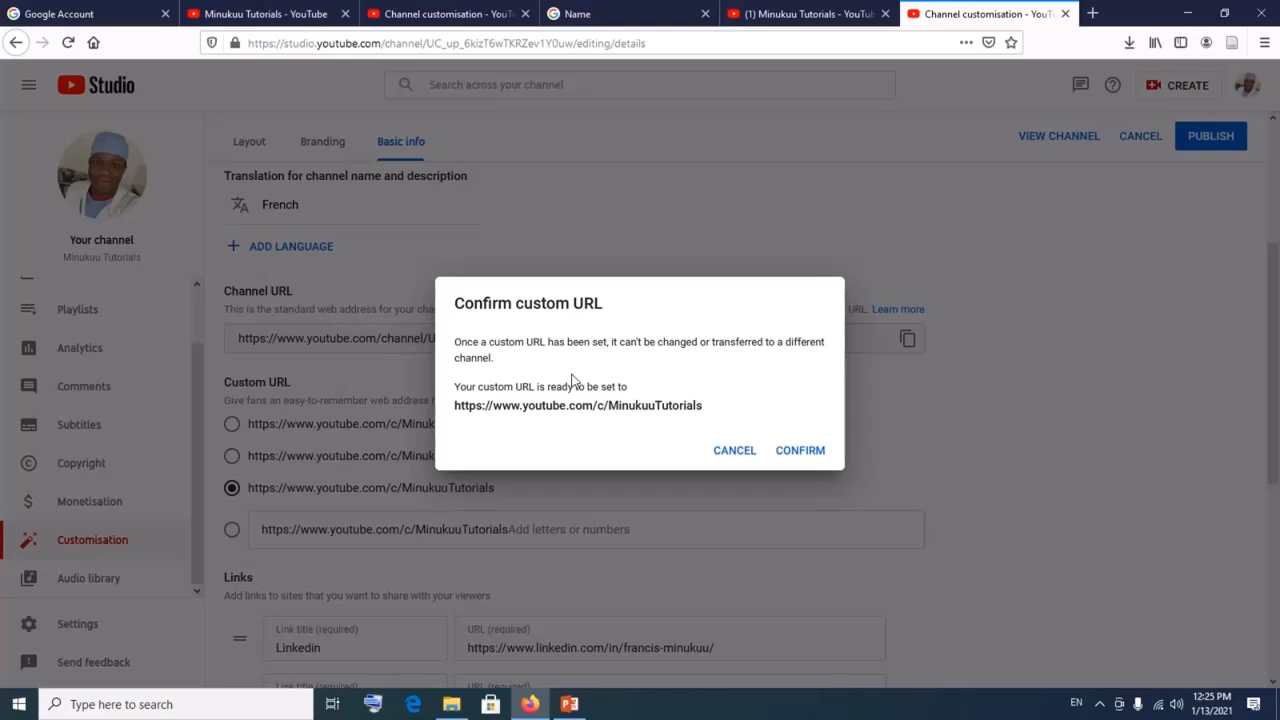 Google Account
Minukuu Tutorials - YouTube
Channel customisation - YouT
Name
(1) Minukuu Tutorials - YouTub
Channel customisation - YouT
https://studio.youtube.com/channel/UC_up_6kizT6wTKRZev1Y0uw/editing/details
Studio
Search across your channel
CREATE
Layout
Branding
Basic info
VIEW CHANNEL
CANCEL
PUBLISH
Your channel
Minukuu Tutorials
Playlists
Analytics
Comments
Subtitles
Copyright
Monetisation
Customisation
Audio library
Settings
Send feedback
Translation for channel name and description
French
ADD LANGUAGE
Channel URL
This is the standard web address for your cha
URL. Learn more
https://www.youtube.com/channel/U
Custom URL
Give fans an easy-to-remember web address
https://www.youtube.com/c/Minuk
https://www.youtube.com/c/Minuk
https://www.youtube.com/c/MinukuuTutorials
https://www.youtube.com/c/MinukuuTutorialsAdd letters or numbers
Links
Add links to sites that you want to share with your viewers
Link title (required)
Linkedin
URL (required)
https://www.linkedin.com/in/francis-minukuu/
Link title (required)
URL (required)
Confirm custom URL
Once a custom URL has been set, it can't be changed or transferred to a different
channel.
Your custom URL is ready to be set to
https://www.youtube.com/c/MinukuuTutorials
CANCEL
CONFIRM
Type here to search
EN
12:25 PM
1/13/2021